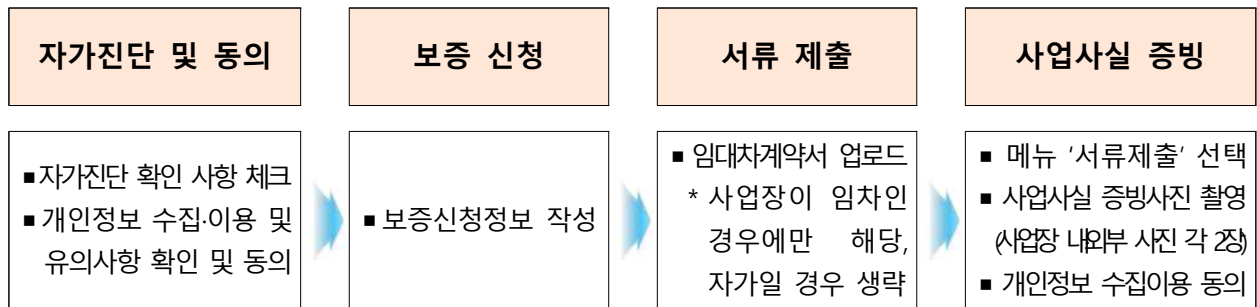 자가진단 및 동의
보증 신청
서류 제출
사업사실 증빙
▪자가진단 확인 사항 체크
▪개인정보 수집·이용 및
유의사항 확인 및 동의
▪보증신청정보 작성
▪임대차계약서 업로드
* 사업장이 임차인
경우에만 해당,
자가일 경우 생략
▪ 메뉴 ‘서류제출’ 선택
▪ 사업사실 증빙사진 촬영
(사업장 내외부 사진 각 2장)
▪ 개인정보 수집이용 동의